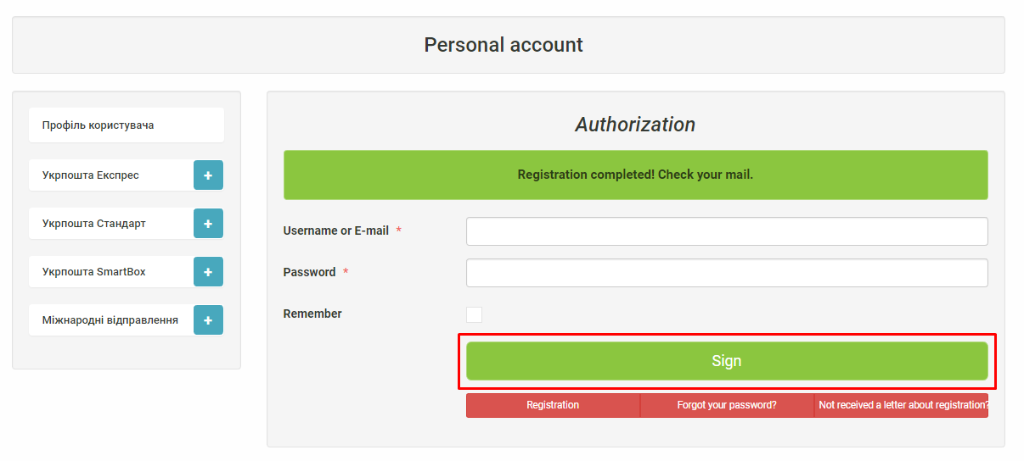 Personal account
Профіль користувача
Укрпошта Експрес +
Укрпошта Стандарт +
Укрпошта SmartBox +
Міжнародні відправлення +
Authorization
Registration completed! Check your mail.
Username or E-mail *
Password *
Remember
Sign
Registration Forgot your password? Not received a letter about registration?